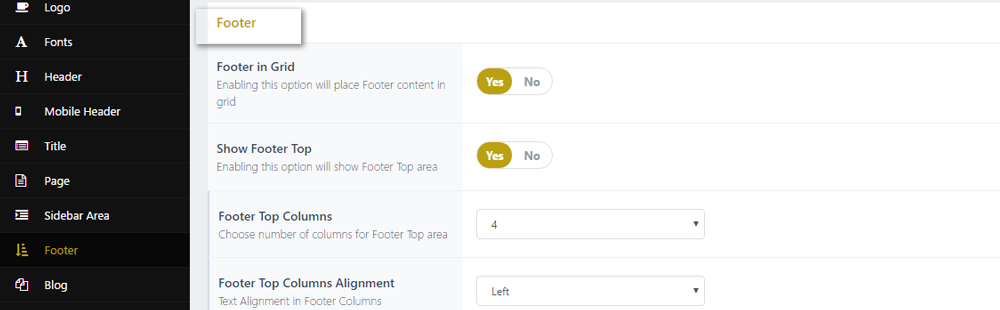 Logo
Fonts
Header
Mobile Header
Title
Page
Sidebar Area
Footer
Blog
Footer
Footer in Grid
Enabling this option will place Footer content in
grid
Yes No
Show Footer Top
Enabling this option will show Footer Top area
Yes No
Footer Top Columns
Choose number of columns for Footer Top area
4
Footer Top Columns Alignment
Text Alignment in Footer Columns
Left